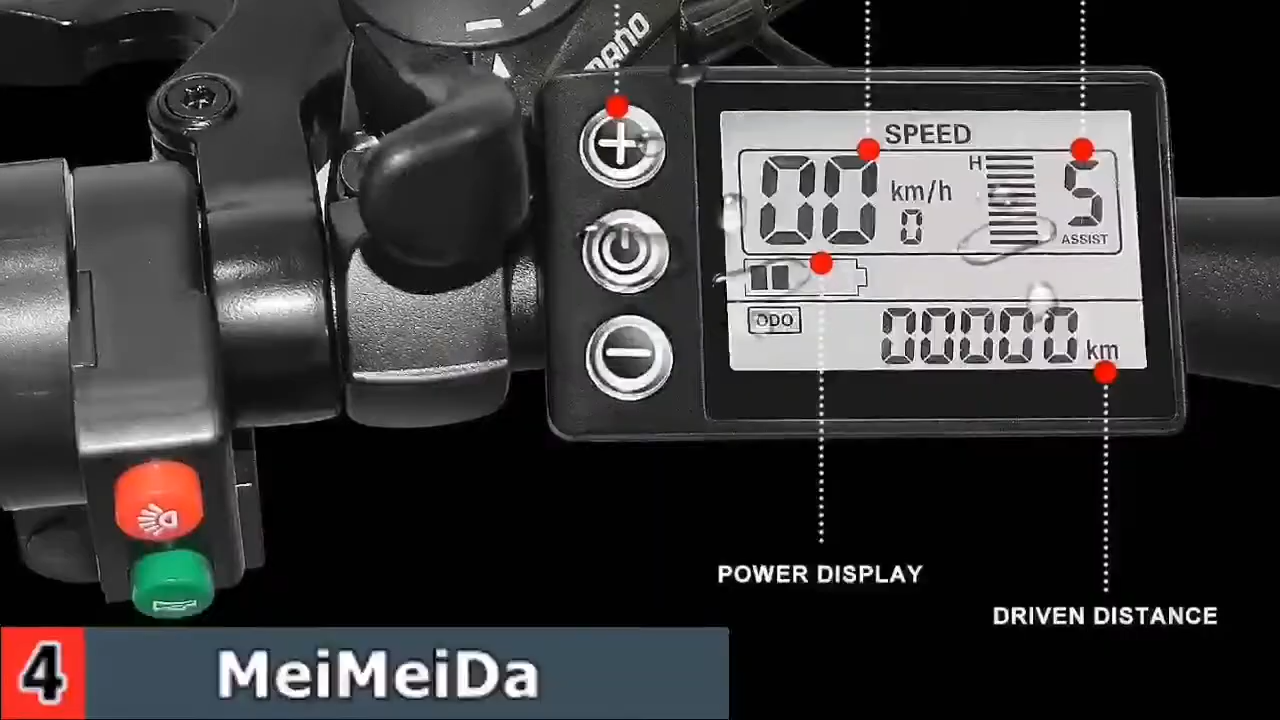 SPEED
00 km/h
0
H
5
ASSIST
ODO
00000 km
POWER DISPLAY
DRIVEN DISTANCE
4 MeiMeiDa